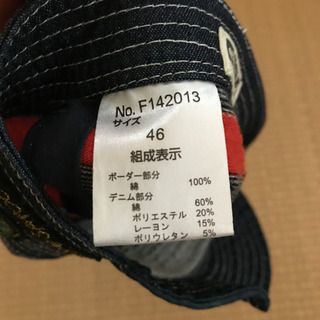 No. F142013
サイズ
46
組成表示
ボーダー部分
綿 100%
デニム部分
綿 60%
ポリエステル 20%
レーヨン 15%
ポリウレタン 5%